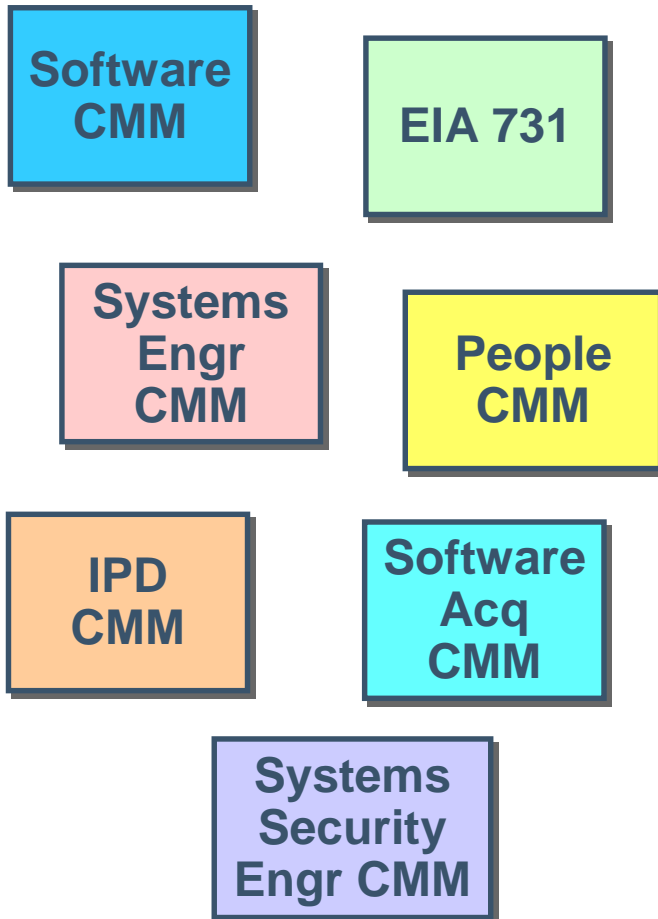 Software
CMM
EIA 731
Systems
Engr
CMM
People
CMM
IPD
CMM
Software
Acq
CMM
Systems
Security
Engr CMM